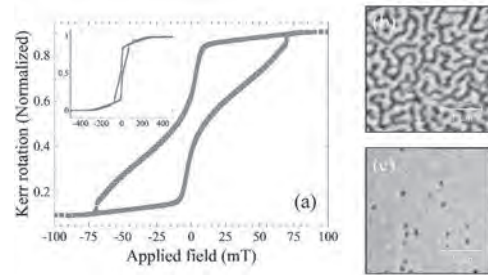 (a)
Kerr rotation (Normalized)
0.8
0.6
0.4
0.2
1
0,5
0
-400 -200 0 200 400
-100 -75 -50 -25 0 25 50 75 100
Applied field (mT)
(b)
(c)